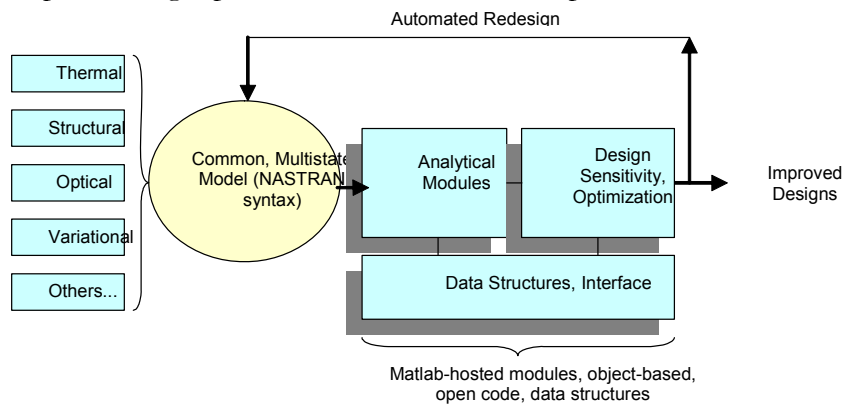 Automated Redesign
Thermal
Structural
Optical
Variational
Others...
Common, Multistate
Model (NASTRAN
syntax)
Analytical
Modules
Design
Sensitivity,
Optimization
Improved
Designs
Data Structures, Interface
Matlab-hosted modules, object-based,
open code, data structures